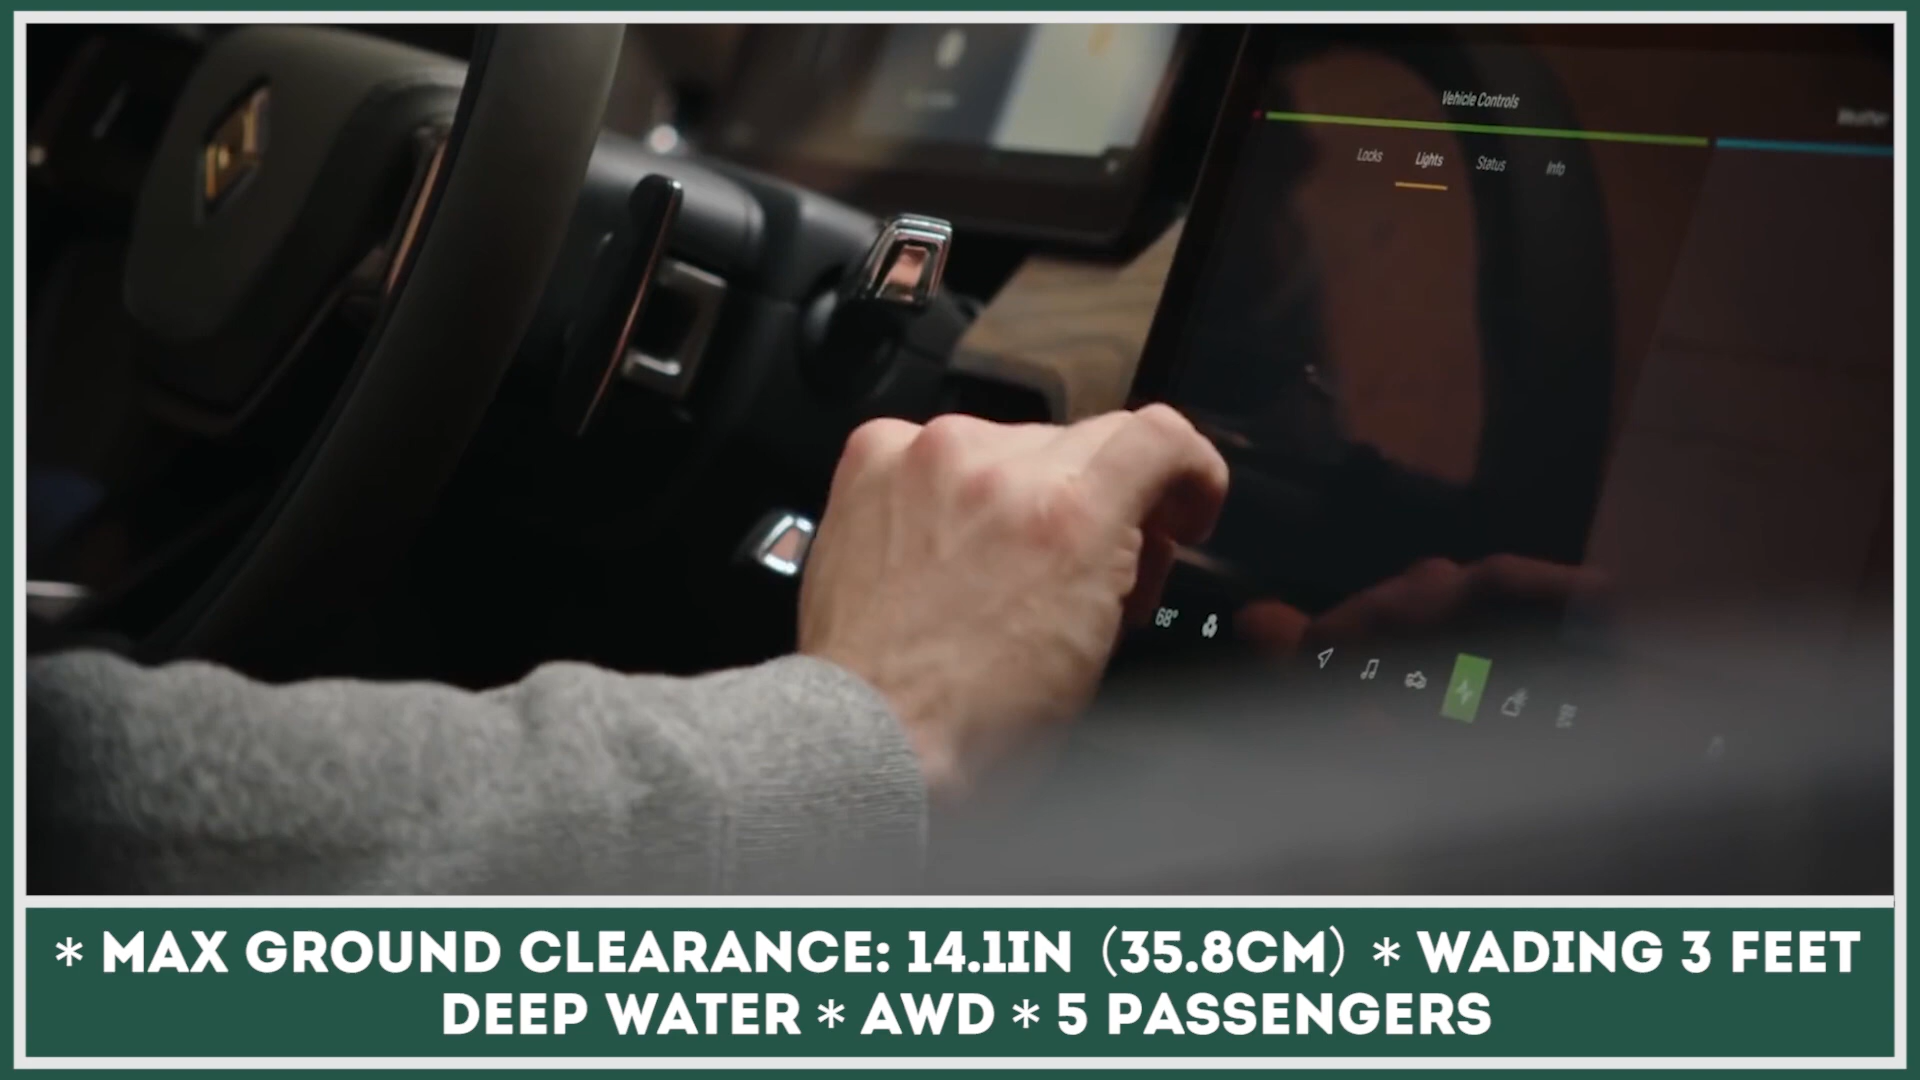 Vehicle Controls
Weather
Locks Lights Status Info
68°
* MAX GROUND CLEARANCE: 14.1IN (35.8CM) * WADING 3 FEET
DEEP WATER * AWD * 5 PASSENGERS